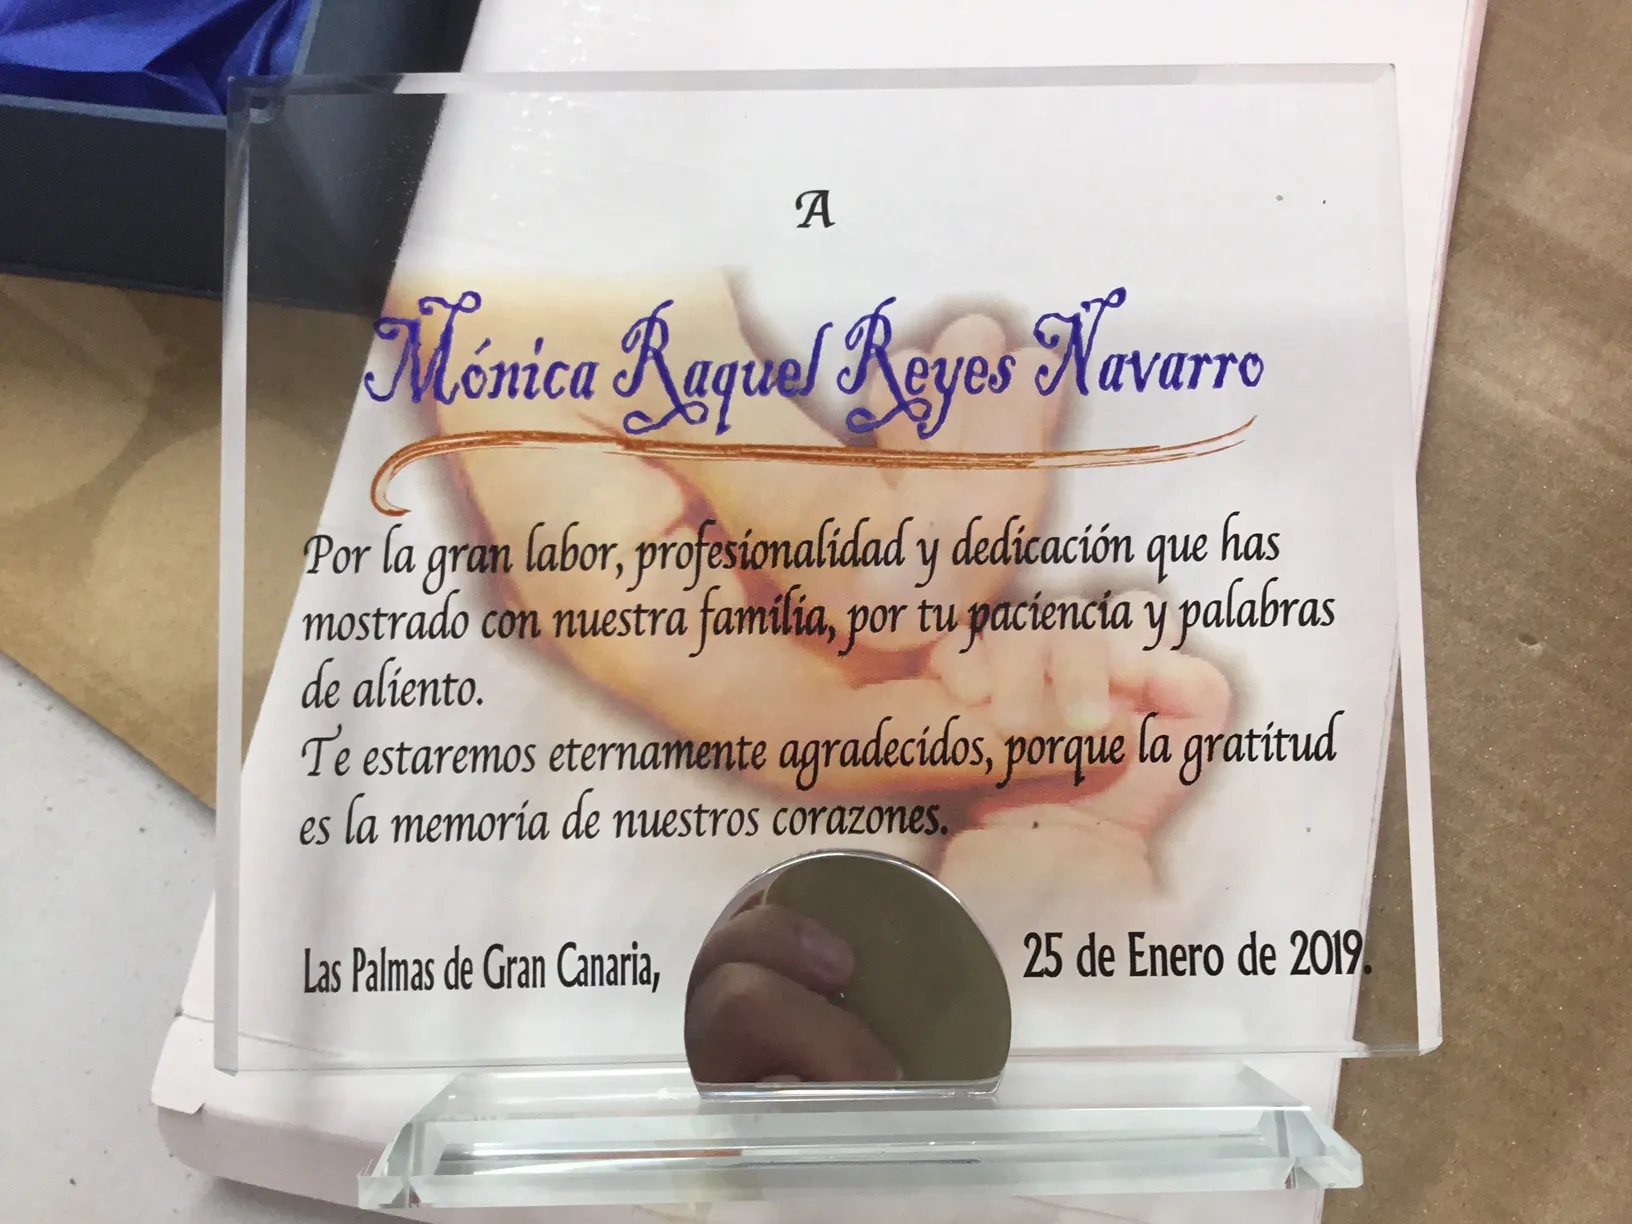 A
Mónica Raquel Reyes Navarro
Por la gran labor, profesionalidad y dedicación que has
mostrado con nuestra familia, por tu paciencia y palabras
de aliento.
Te estaremos eternamente agradecidos, porque la gratitud
es la memoria de nuestros corazones.
Las Palmas de Gran Canaria, 25 de Enero de 2019.